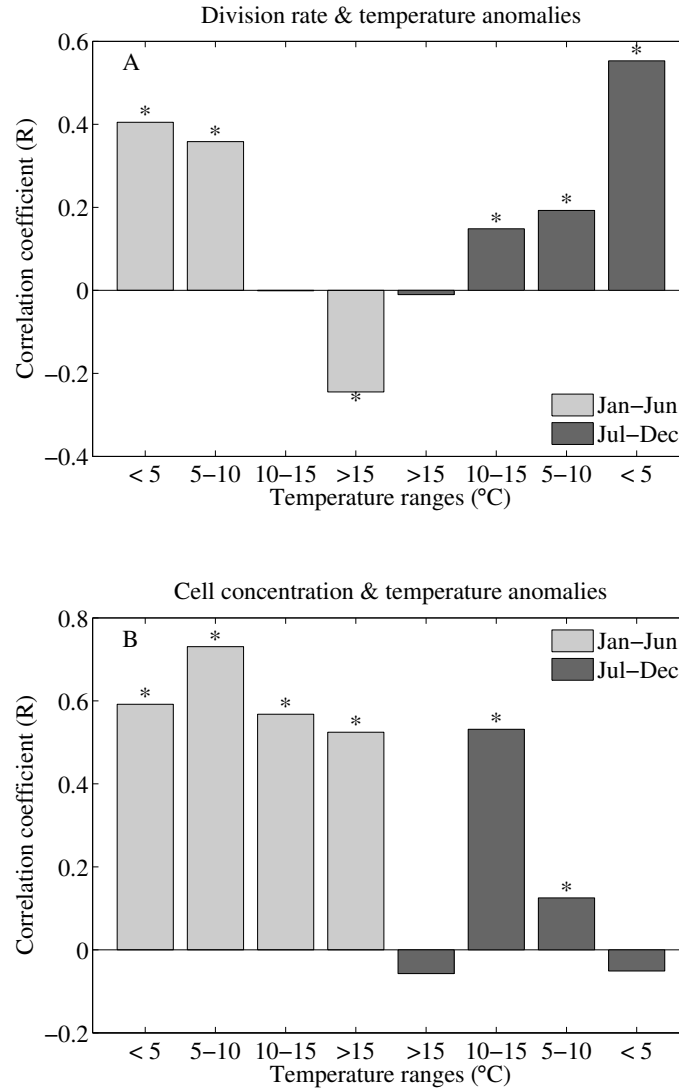 Division rate & temperature anomalies
A
0.6
0.4
0.2
0
−0.2
−0.4
Correlation coefficient (R)
* * * * * * 
Jan−Jun
Jul−Dec
< 5 5−10 10−15 >15 >15 10−15 5−10 < 5
Temperature ranges (°C)
Cell concentration & temperature anomalies
B
0.8
0.6
0.4
0.2
0
−0.2
Correlation coefficient (R)
* * * * * *
Jan−Jun
Jul−Dec
< 5 5−10 10−15 >15 >15 10−15 5−10 < 5
Temperature ranges (°C)